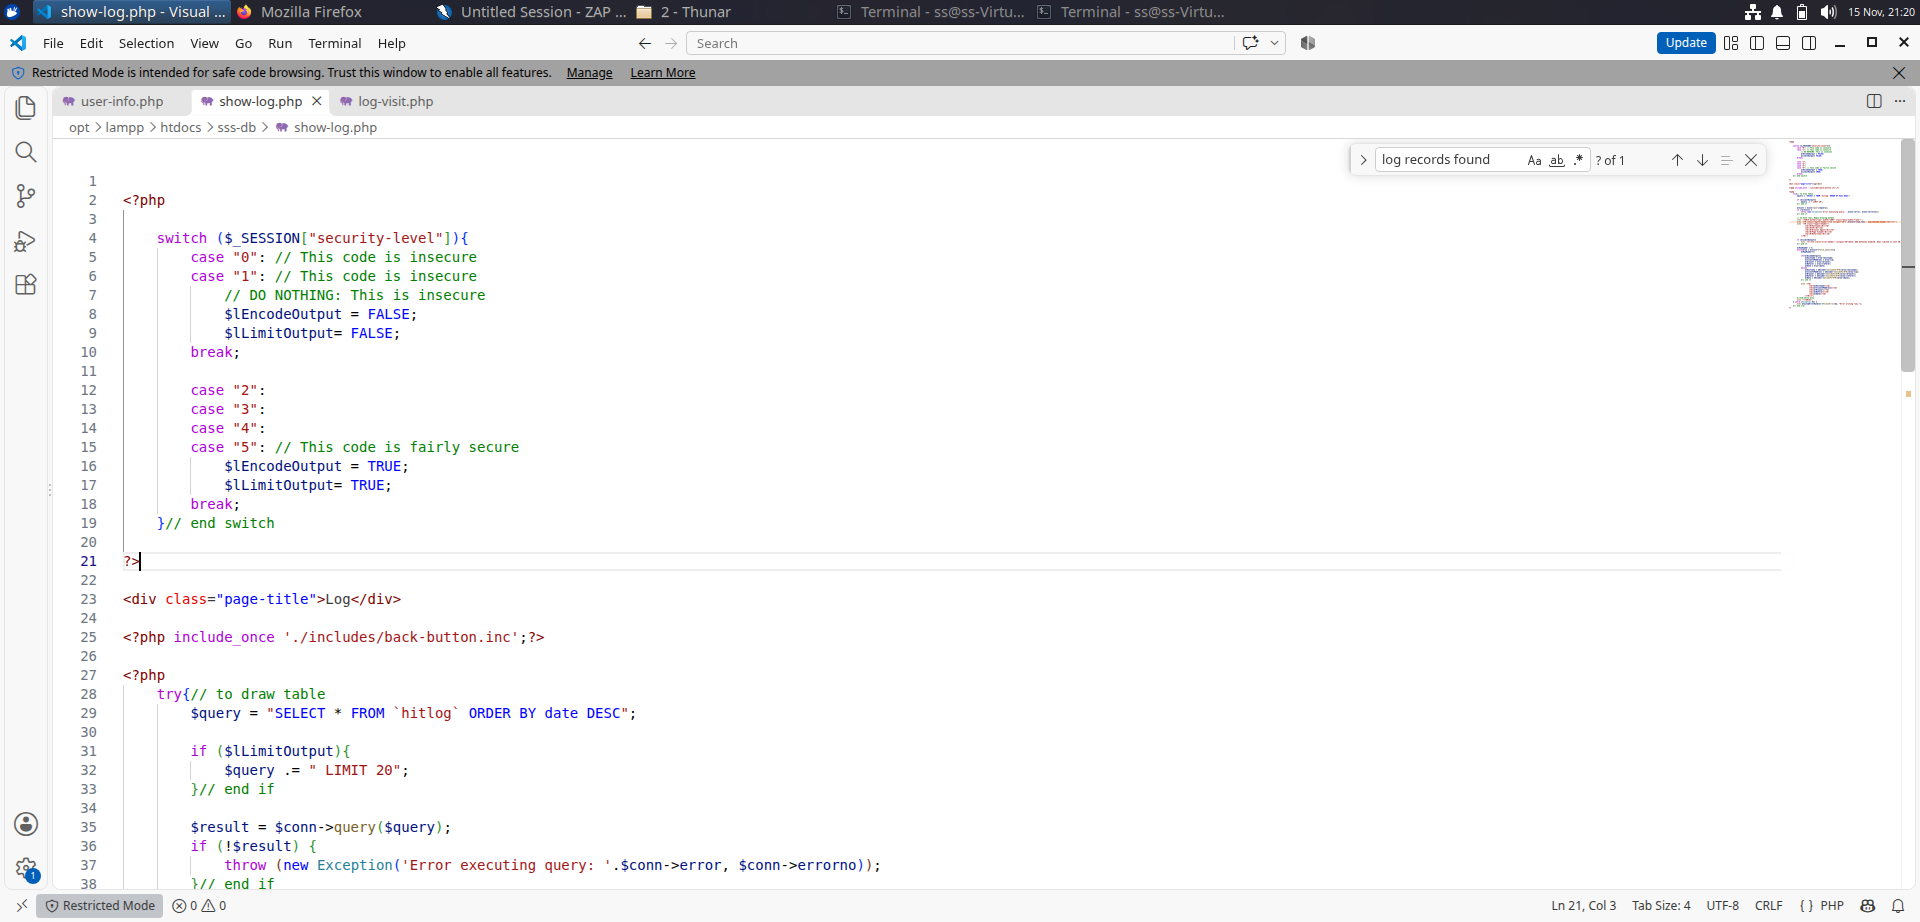 show-log.php - Visual ...
Mozilla Firefox
Untitled Session - ZAP ...
2 - Thunar
Terminal - ss@ss-Virtu...
Terminal - ss@ss-Virtu...
15 Nov, 21:20
File Edit Selection View Go Run Terminal Help
Search
Update
Restricted Mode is intended for safe code browsing. Trust this window to enable all features. Manage Learn More
user-info.php show-log.php log-visit.php
opt > lampp > htdocs > sss-db > show-log.php
log records found Aa ab .* ? of 1
1
2 <?php
3
4 switch ($_SESSION["security-level"]){
5 case "0": // This code is insecure
6 case "1": // This code is insecure
7 // DO NOTHING: This is insecure
8 $lEncodeOutput = FALSE;
9 $lLimitOutput= FALSE;
10 break;
11
12 case "2":
13 case "3":
14 case "4":
15 case "5": // This code is fairly secure
16 $lEncodeOutput = TRUE;
17 $lLimitOutput= TRUE;
18 break;
19 }// end switch
20
21 ?>
22
23 <div class="page-title">Log</div>
24
25 <?php include_once './includes/back-button.inc';?>
26
27 <?php
28 try{// to draw table
29 $query = "SELECT * FROM `hitlog` ORDER BY date DESC";
30
31 if ($lLimitOutput){
32 $query .= " LIMIT 20";
33 }// end if
34
35 $result = $conn->query($query);
36 if (!$result) {
37 throw (new Exception('Error executing query: '.$conn->error, $conn->errorno));
38 }// end if
1
Restricted Mode 0 0
Ln 21, Col 3 Tab Size: 4 UTF-8 CRLF { } PHP